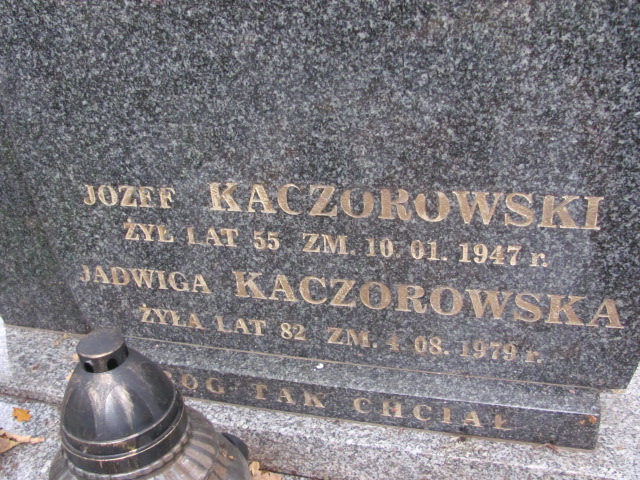 JÓZEF KACZOROWSKI
ŻYŁ LAT 55 ZM. 10.01.1947 r.
JADWIGA KACZOROWSKA
ŻYŁA LAT 82 ZM. 4.08.1979 r.
BÓG TAK CHCIAŁ